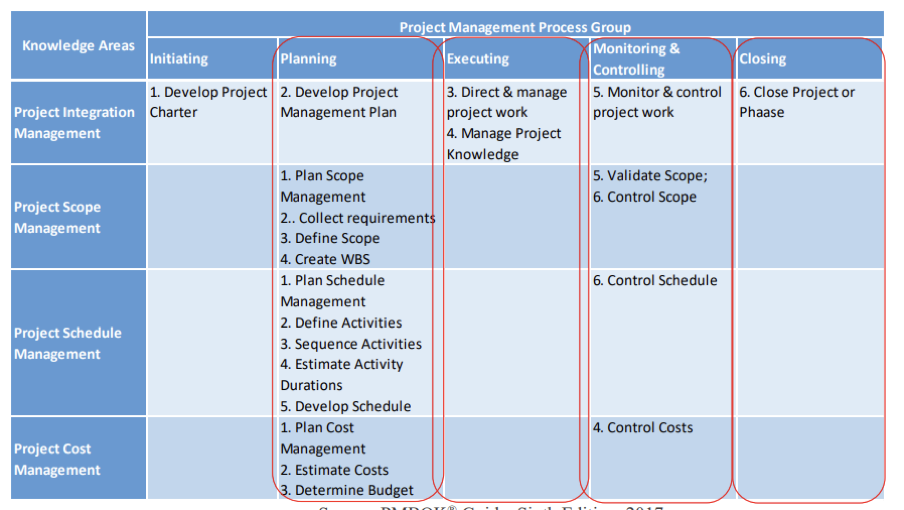 Project Management Process Group
Knowledge Areas
Initiating
Planning
Executing
Monitoring &
Controlling
Closing
Project Integration
Management
1. Develop Project
Charter
2. Develop Project
Management Plan
3. Direct & manage
project work
4. Manage Project
Knowledge
5. Monitor & control
project work
6. Close Project or
Phaase
Project Scope
Management
1. Plan Scope
Management
2.. Collect requirements
3. Define Scope
4. Create WBS
5. Validate Scope;
6. Control Scope
Project Schedule
Management
1. Plan Schedule
Management
2. Define Activities
3. Sequence Activities
4. Estimate Activity
Durations
5. Develop Schedule
6. Control Schedule
Project Cost
Management
1. Plan Cost
Management
2. Estimate Costs
3. Determine Budget
4. Control Costs
PMBOK® Guide, Sixth Edition, 2017